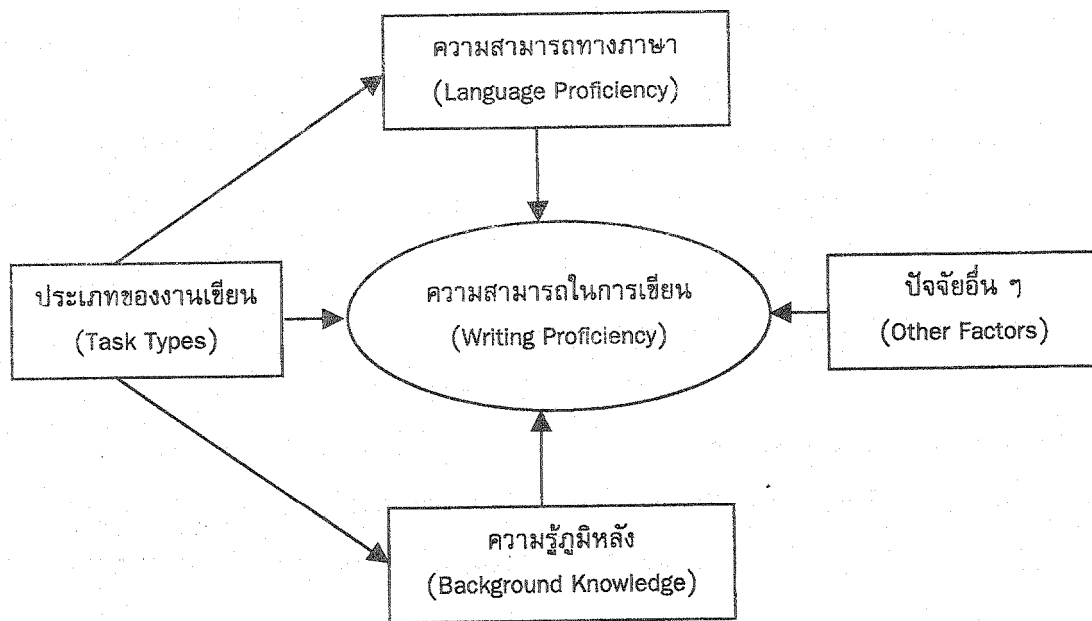 ความสามารถทางภาษา
(Language Proficiency)
ประเภทของงานเขียน
(Task Types)
ความสามารถในการเขียน
(Writing Proficiency)
ปัจจัยอื่น ๆ
(Other Factors)
ความรู้ภูมิหลัง
(Background Knowledge)